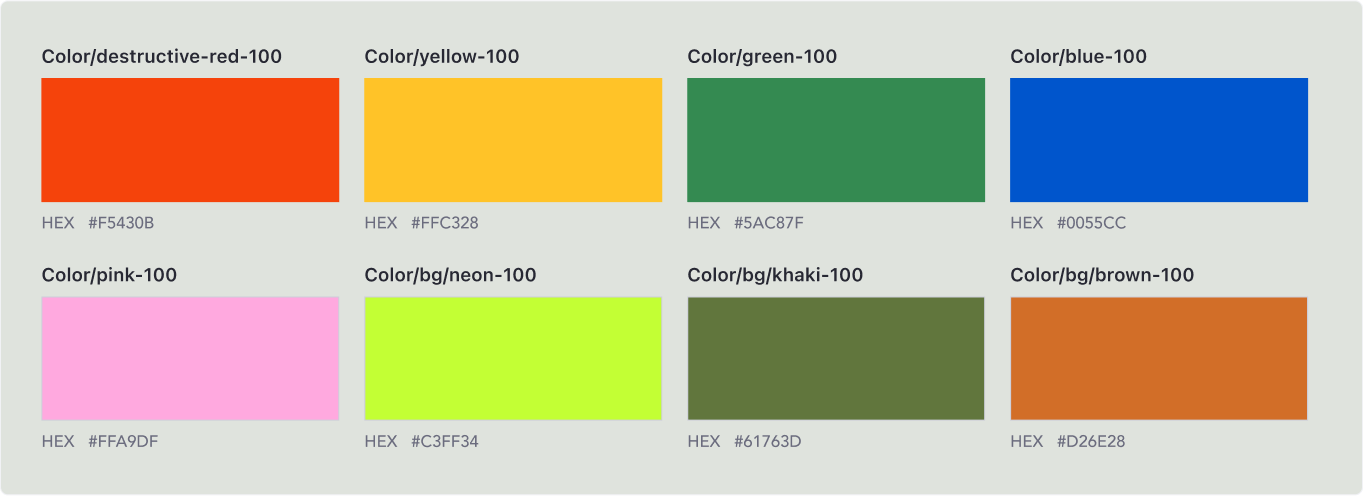 Color/destructive-red-100 Color/yellow-100 Color/green-100 Color/blue-100
HEX #F5430B HEX #FFC328 HEX #5AC87F HEX #0055CC
Color/pink-100 Color/bg/neon-100 Color/bg/khaki-100 Color/bg/brown-100
HEX #FFA9DF HEX #C3FF34 HEX #61763D HEX #D26E28